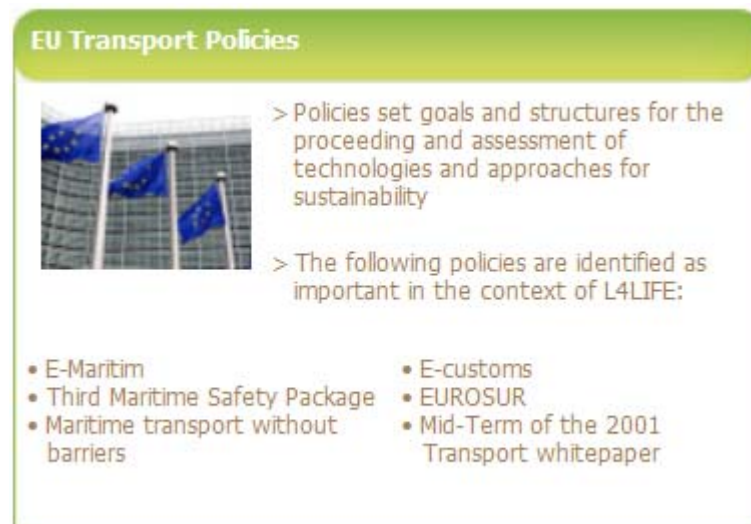 EU Transport Policies
> Policies set goals and structures for the
proceeding and assessment of
technologies and approaches for
sustainability
> The following policies are identified as
important in the context of L4LIFE:
• E-Maritim
• Third Maritime Safety Package
• Maritime transport without
barriers
• E-customs
• EUROSUR
• Mid-Term of the 2001
Transport whitepaper